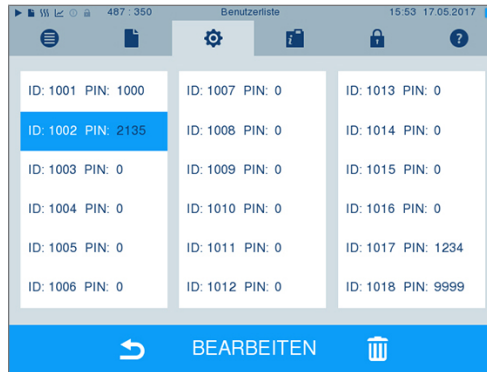 487 : 350 Benutzerliste 15:53 17.05.2017
ID: 1001 PIN: 1000
ID: 1002 PIN: 2135
ID: 1003 PIN: 0
ID: 1004 PIN: 0
ID: 1005 PIN: 0
ID: 1006 PIN: 0
ID: 1007 PIN: 0
ID: 1008 PIN: 0
ID: 1009 PIN: 0
ID: 1010 PIN: 0
ID: 1011 PIN: 0
ID: 1012 PIN: 0
ID: 1013 PIN: 0
ID: 1014 PIN: 0
ID: 1015 PIN: 0
ID: 1016 PIN: 0
ID: 1017 PIN: 1234
ID: 1018 PIN: 9999
BEARBEITEN